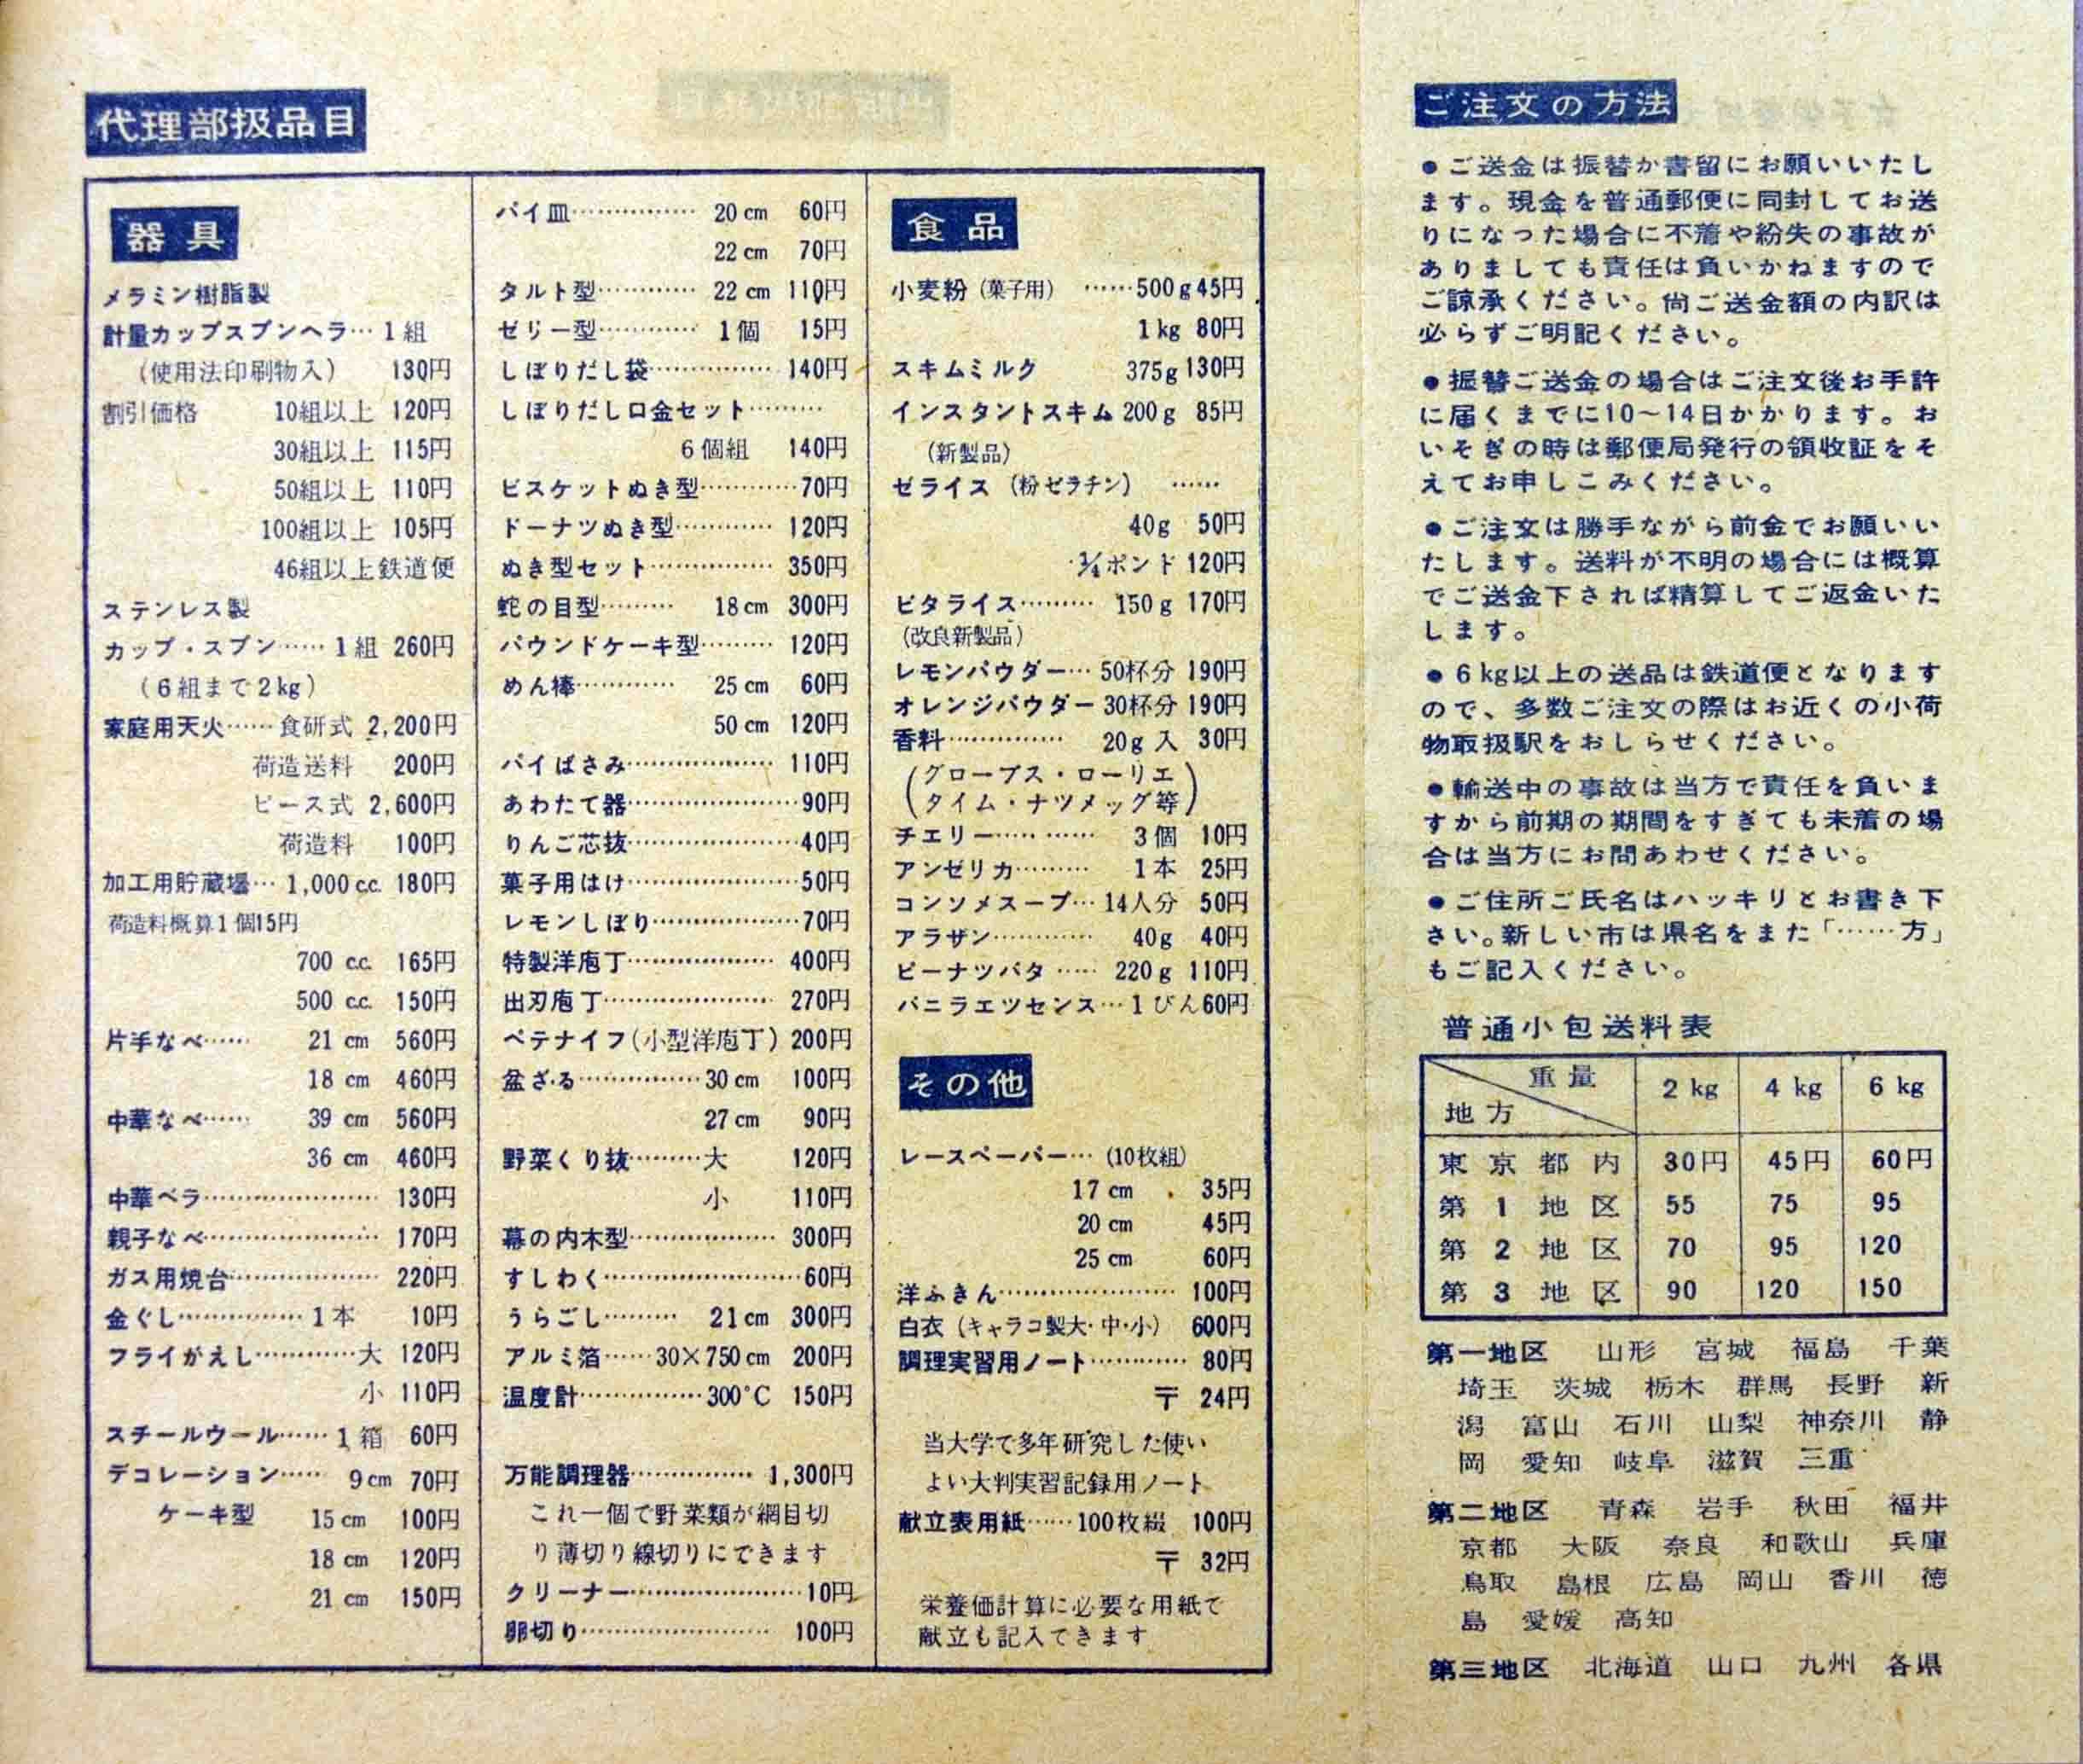 代理部扱品目
器具
メラミン樹脂製
計量カップスプンヘラ… 1組
(使用法印刷物入) 130円
割引価格 10組以上 120円
30組以上 115円
50組以上 110円
100組以上 105円
46組以上鉄道便
ステンレス製
カップ・スプン…… 1組 260円
(6組まで2kg)
家庭用天火……食研式 2,200円
荷造送料 200円
ピース式 2,600円
荷造料 100円
加工用貯蔵壜… 1,000 c.c. 180円
荷造料概算1個15円
700 c.c. 165円
500 c.c. 150円
片手なべ…… 21 cm 560円
18 cm 460円
中華なべ…… 39 cm 560円
36 cm 460円
中華ベラ………………… 130円
親子なべ………………… 170円
ガス用焼台……………… 220円
金ぐし…………… 1本 10円
フライがえし…………大 120円
小 110円
スチールウール…… 1箱 60円
デコレーション…… 9cm 70円
ケーキ型 15cm 100円
18 cm 120円
21 cm 150円
パイ皿…………… 20cm 60円
22 cm 70円
タルト型………… 22 cm 110円
ゼリー型………… 1個 15円
しぼりだし袋…………… 140円
しぼりだし口金セット………
6個組 140円
ビスケットぬき型…………70円
ドーナツぬき型………… 120円
ぬき型セット…………… 350円
蛇の目型……… 18cm 300円
パウンドケーキ型……… 120円
めん棒………… 25 cm 60円
50 cm 120円
パイばさみ……………… 110円
あわたて器…………………90円
りんご芯抜…………………40円
菓子用はけ…………………50円
レモンしぼり………………70円
特製洋庖丁……………… 400円
出刃庖丁………………… 270円
ペテナイフ(小型洋庖丁) 200円
盆ざる……………30cm 100円
27cm 90円
野菜くり抜………大 120円
小 110円
幕の内木型……………… 300円
すしわく……………………60円
うらごし……… 21cm 300円
アルミ箔……30×750cm 200円
温度計……………300℃ 150円
万能調理器…………… 1,300円
これ一個で野菜類が網目切
り薄切り線切りにできます
クリーナー…………………10円
卵切り………………… 100円
食品
小麦粉(菓子用) ……500g45円
1kg 80円
スキムミルク 375g130円
インスタントスキム 200g 85円
(新製品)
ゼライス(粉ゼラチン) ……
40g 50円
¼ポンド 120円
ビタライス……… 150g 170円
(改良新製品)
レモンパウダー… 50杯分 190円
オレンジパウダー 30杯分 190円
香料…………… 20g入 30円
(グローブス・ローリエ
タイム・ナツメッグ等)
チエリー………… 3個 10円
アンゼリカ……… 1本 25円
コンソメスープ… 14人分 50円
アラザン………… 40g 40円
ピーナツバタ …… 220g 110円
バニラエツセンス… 1びん60円
その他
レースペーパー… (10枚組)
17 cm 35円
20 cm 45円
25 cm 60円
洋ふきん………………… 100円
白衣(キャラコ製大・中・小) 600円
調理実習用ノート………… 80円
〒 24円
当大学で多年研究した使い
よい大判実習記録用ノート
献立表用紙……100枚綴 100円
〒 32円
栄養価計算に必要な用紙で
献立も記入できます
ご注文の方法
●ご送金は振替か書留にお願いいたし
ます。現金を普通郵便に同封してお送
りになった場合に不着や紛失の事故が
ありましても責任は負いかねますので
ご諒承ください。尚ご送金額の内訳は
必らずご明記ください。
●振替ご送金の場合はご注文後お手許
に届くまでに10～14日かかります。お
いそぎの時は郵便局発行の領収証をそ
えてお申しこみください。
●ご注文は勝手ながら前金でお願いい
たします。送料が不明の場合には概算
でご送金下されば精算してご返金いた
します。
●6kg以上の送品は鉄道便となります
ので、多数ご注文の際はお近くの小荷
物取扱駅をおしらせください。
●輸送中の事故は当方で責任を負いま
すから前期の期間をすぎても未着の場
合は当方にお問あわせください。
●ご住所ご氏名はハッキリとお書き下
さい。新しい市は県名をまた「……方」
もご記入ください。
普通小包送料表
重量 2 kg 4 kg 6 kg
地方
東京都内 30円 45円 60円
第1地区 55 75 95
第2地区 70 95 120
第3地区 90 120 150
第一地区 山形 宮城 福島 千葉
埼玉 茨城 栃木 群馬 長野 新
潟 富山 石川 山梨 神奈川 静
岡 愛知 岐阜 滋賀 三重
第二地区 青森 岩手 秋田 福井
京都 大阪 奈良 和歌山 兵庫
鳥取 島根 広島 岡山 香川 徳
島 愛媛 高知
第三地区 北海道 山口 九州 各県